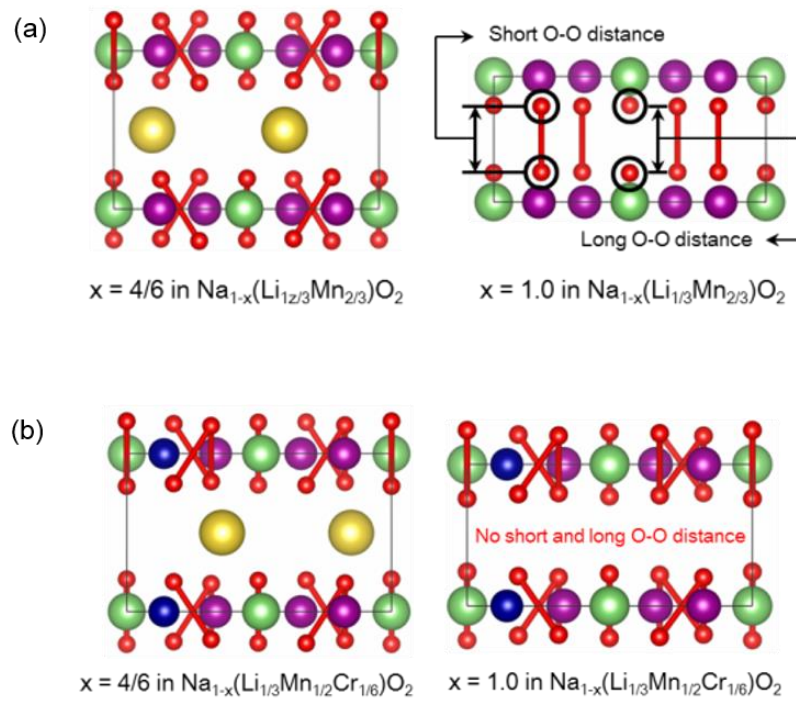 (a)
Short O-O distance
Long O-O distance
x = 4/6 in Na₁₋ₓ(Li₁z/₃Mn₂/₃)O₂
x = 1.0 in Na₁₋ₓ(Li₁/₃Mn₂/₃)O₂
(b)
No short and long O-O distance
x = 4/6 in Na₁₋ₓ(Li₁/₃Mn₁/₂Cr₁/₆)O₂
x = 1.0 in Na₁₋ₓ(Li₁/₃Mn₁/₂Cr₁/₆)O₂